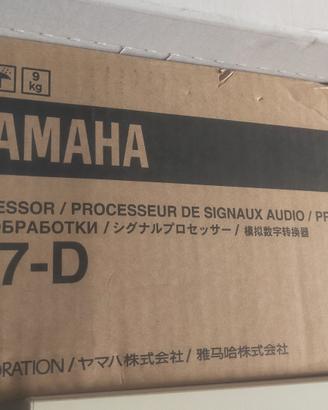 9
kg
AMAHA
ESSOR / PROCESSEUR DE SIGNAUX AUDIO / PR
ОБРАБОТКИ / シグナルプロセッサー / 模拟数字转换器
7-D
ORATION / ヤマハ株式会社 / 雅马哈株式会社